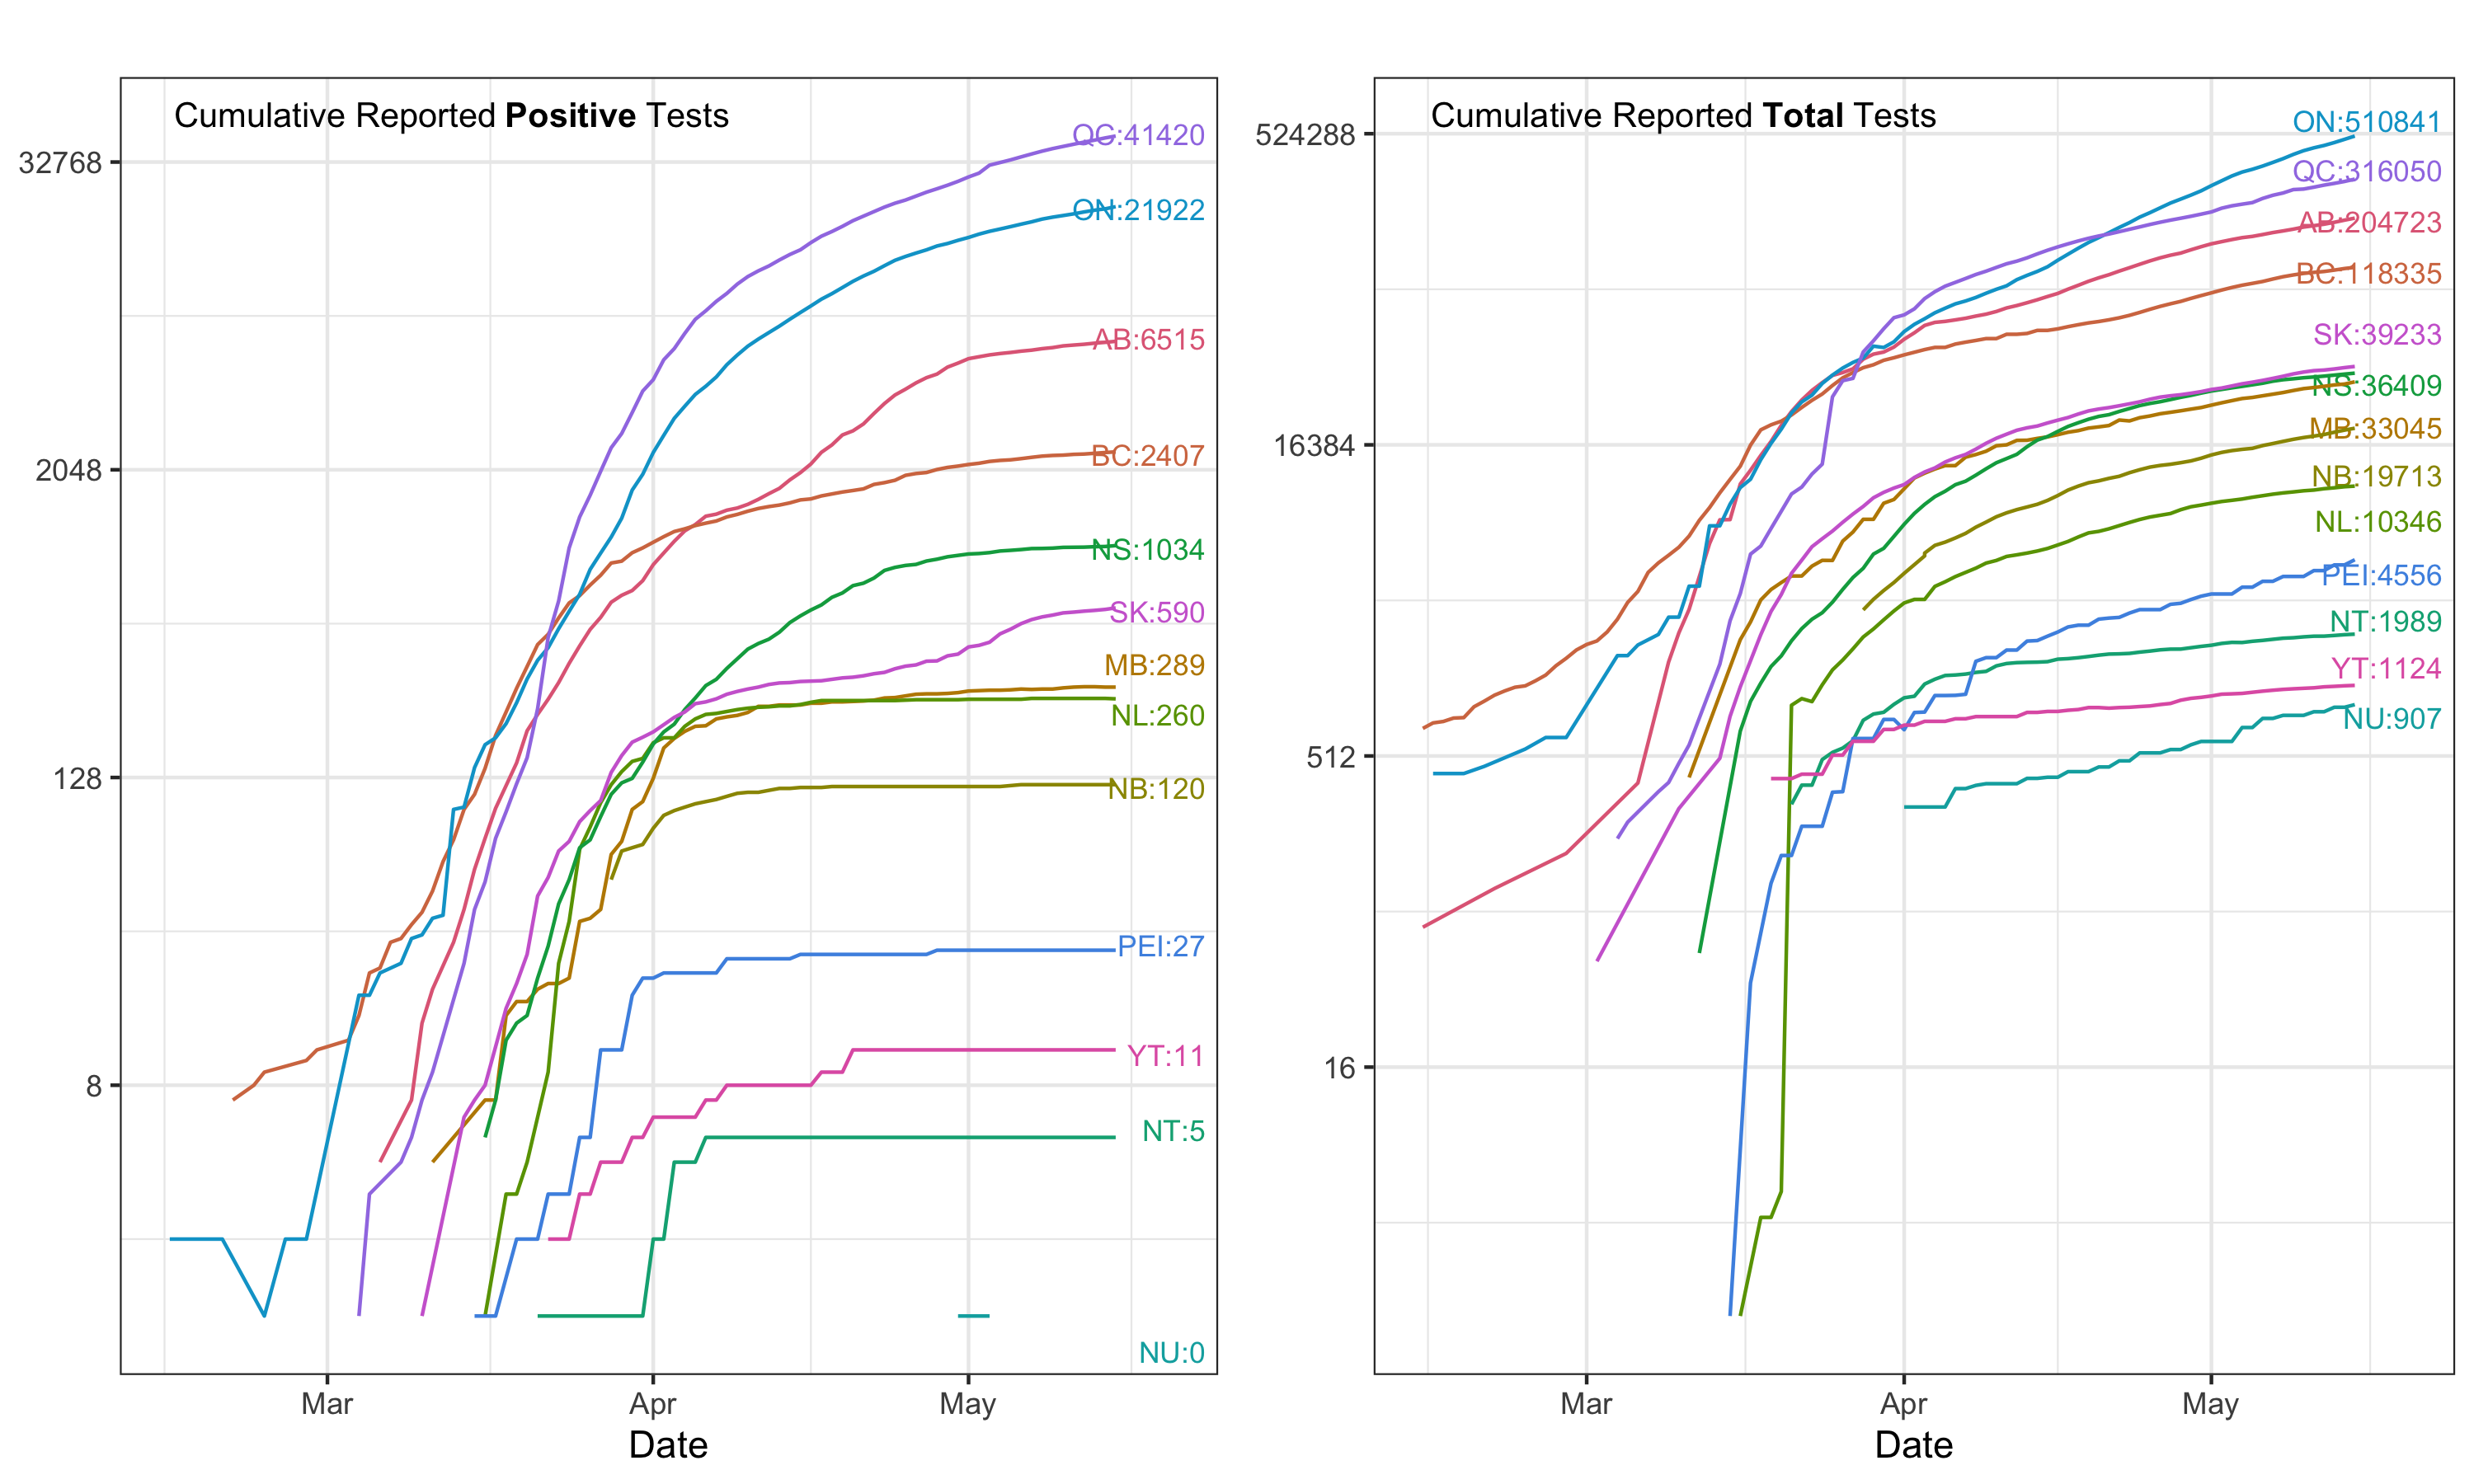 Cumulative Reported Positive Tests
32768
2048
128
8
QC:41420
ON:21922
AB:6515
BC:2407
NS:1034
SK:590
MB:289
NL:260
NB:120
PEI:27
YT:11
NT:5
NU:0
Mar
Apr
May
Date
Cumulative Reported Total Tests
524288
16384
512
16
ON:510841
QC:316050
AB:204723
BC:118335
SK:39233
NS:36409
MB:33045
NB:19713
NL:10346
PEI:4556
NT:1989
YT:1124
NU:907
Mar
Apr
May
Date